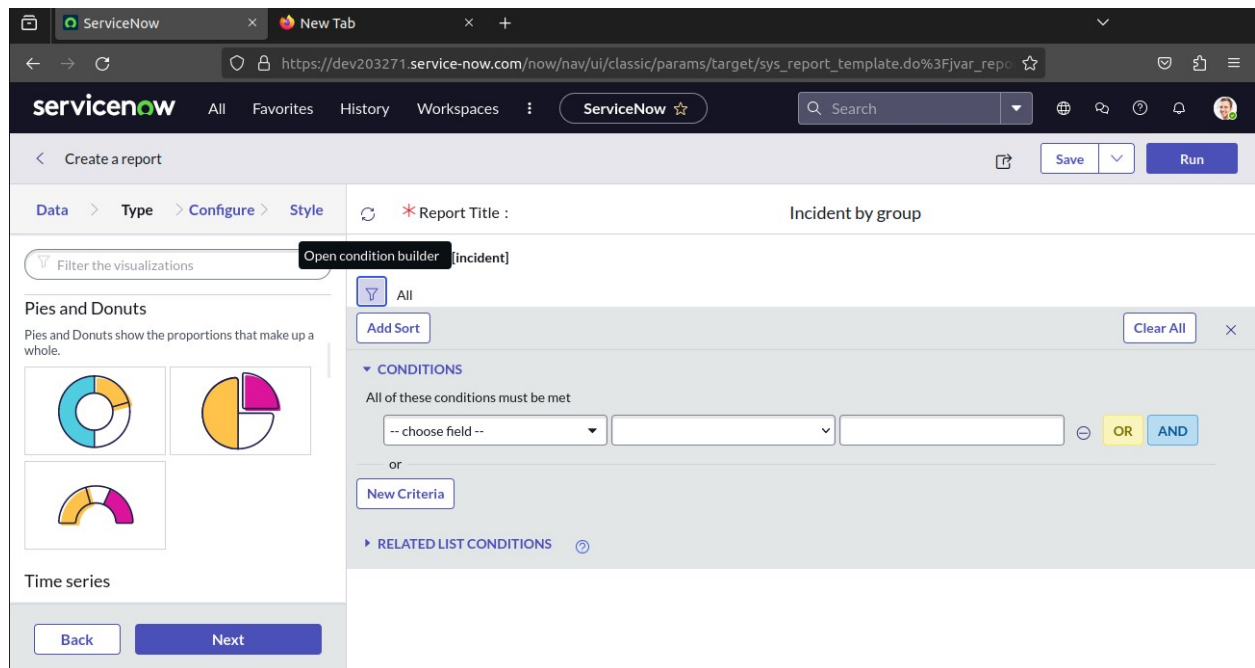 ServiceNow
New Tab
https://dev203271.service-now.com/now/nav/ui/classic/params/target/sys_report_template.do%3Fjvar_repo
servicenow All Favorites History Workspaces ServiceNow Search
Create a report Save Run
Data Type Configure Style
Report Title : Incident by group
Filter the visualizations
Open condition builder [incident]
All
Pies and Donuts
Pies and Donuts show the proportions that make up a
whole.
Add Sort Clear All
CONDITIONS
All of these conditions must be met
-- choose field -- OR AND
or
New Criteria
RELATED LIST CONDITIONS
Time series
Back Next